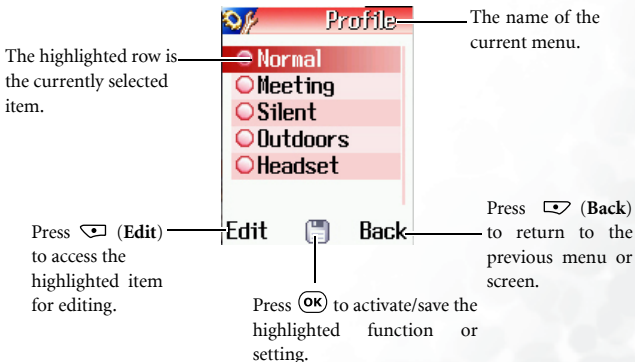 Profile
The name of the
current menu.
The highlighted row is
the currently selected
item.
Normal
Meeting
Silent
Outdoors
Headset
Press (Edit)
to access the
highlighted item
for editing.
Edit
Back
Press (Back)
to return to the
previous menu or
screen.
Press OK to activate/save the
highlighted function or
setting.